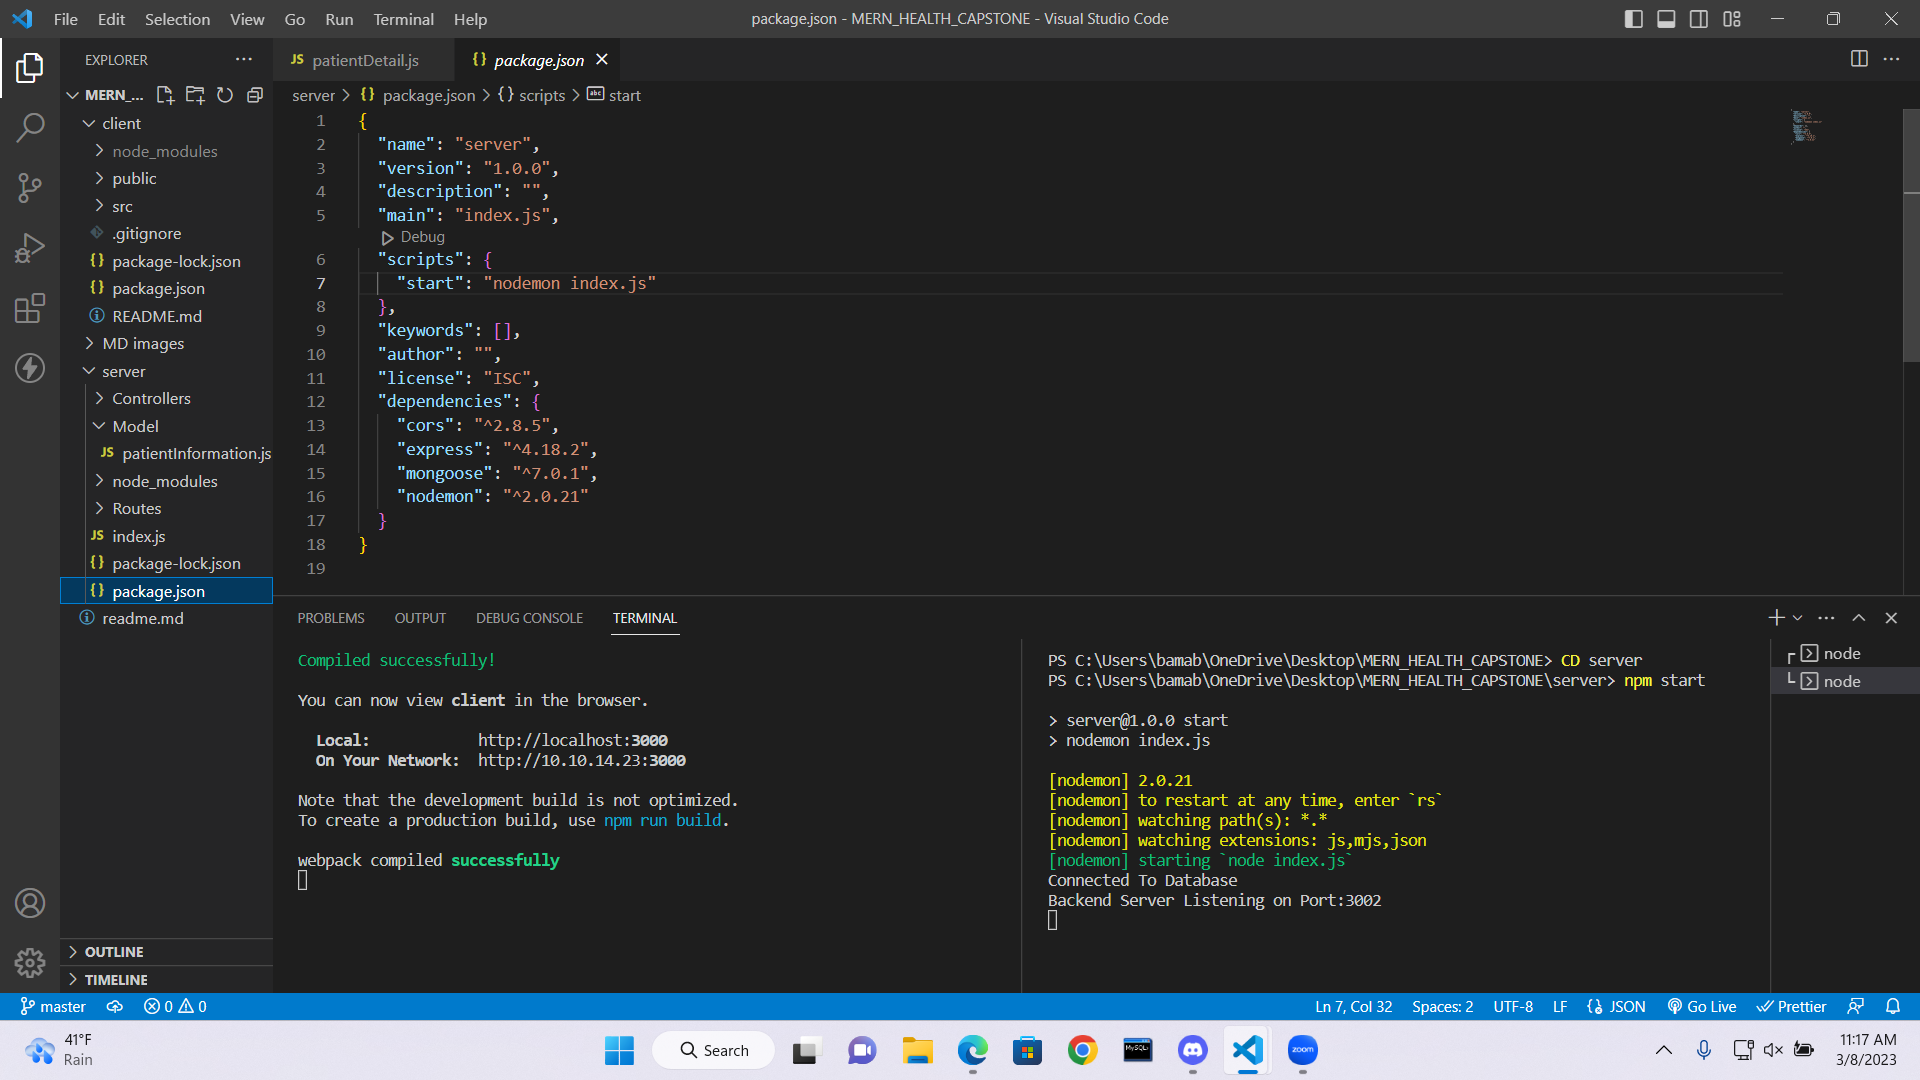 File Edit Selection View Go Run Terminal Help
package.json - MERN_HEALTH_CAPSTONE - Visual Studio Code
EXPLORER
MERN_...
client
node_modules
public
src
.gitignore
package-lock.json
package.json
README.md
MD images
server
Controllers
Model
JS patientInformation.js
node_modules
Routes
JS index.js
{} package-lock.json
{} package.json
readme.md
OUTLINE
TIMELINE
JS patientDetail.js
{} package.json
server > {} package.json > {} scripts > abc start
1 {
2 "name": "server",
3 "version": "1.0.0",
4 "description": "",
5 "main": "index.js",
Debug
6 "scripts": {
7 "start": "nodemon index.js"
8 },
9 "keywords": [],
10 "author": "",
11 "license": "ISC",
12 "dependencies": {
13 "cors": "^2.8.5",
14 "express": "^4.18.2",
15 "mongoose": "^7.0.1",
16 "nodemon": "^2.0.21"
17 }
18 }
19
PROBLEMS OUTPUT DEBUG CONSOLE TERMINAL
Compiled successfully!
You can now view client in the browser.
Local: http://localhost:3000
On Your Network: http://10.10.14.23:3000
Note that the development build is not optimized.
To create a production build, use npm run build.
webpack compiled successfully
PS C:\Users\bamab\OneDrive\Desktop\MERN_HEALTH_CAPSTONE> CD server
PS C:\Users\bamab\OneDrive\Desktop\MERN_HEALTH_CAPSTONE\server> npm start
> server@1.0.0 start
> nodemon index.js
[nodemon] 2.0.21
[nodemon] to restart at any time, enter `rs`
[nodemon] watching path(s): *.*
[nodemon] watching extensions: js,mjs,json
[nodemon] starting `node index.js`
Connected To Database
Backend Server Listening on Port:3002
node
node
master 0 0
Ln 7, Col 32 Spaces: 2 UTF-8 LF {} JSON Go Live Prettier
41°F
Rain
Search
MySQL
zoom
11:17 AM
3/8/2023